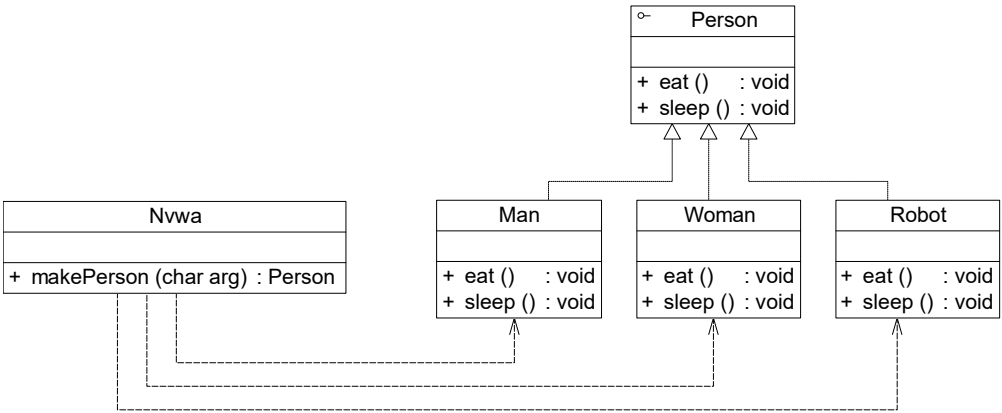 Person
+ eat () : void
+ sleep () : void
Nvwa
+ makePerson (char arg) : Person
Man
+ eat () : void
+ sleep () : void
Woman
+ eat () : void
+ sleep () : void
Robot
+ eat () : void
+ sleep () : void